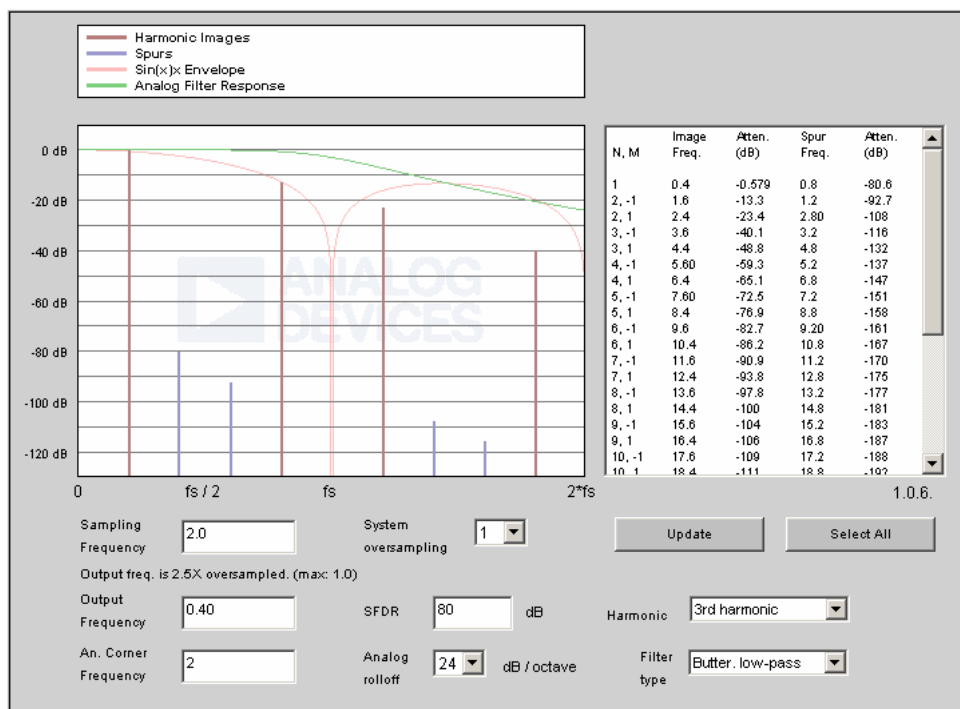 Harmonic Images
Spurs
Sin(x)x Envelope
Analog Filter Response
0 dB
-20 dB
-40 dB
-60 dB
-80 dB
-100 dB
-120 dB
ANALOG
DEVICES
0 fs / 2 fs 2*fs
Image Atten. Spur Atten.
N, M Freq. (dB) Freq. (dB)
1 0.4 -0.579 0.8 -80.6
2, -1 1.6 -13.3 1.2 -92.7
2, 1 2.4 -23.4 2.80 -108
3, -1 3.6 -40.1 3.2 -116
3, 1 4.4 -48.8 4.8 -132
4, -1 5.60 -59.3 5.2 -137
4, 1 6.4 -65.1 6.8 -147
5, -1 7.60 -72.5 7.2 -151
5, 1 8.4 -76.9 8.8 -158
6, -1 9.6 -82.7 9.20 -161
6, 1 10.4 -86.2 10.8 -167
7, -1 11.6 -90.9 11.2 -170
7, 1 12.4 -93.8 12.8 -175
8, -1 13.6 -97.8 13.2 -177
8, 1 14.4 -100 14.8 -181
9, -1 15.6 -104 15.2 -183
9, 1 16.4 -106 16.8 -187
10, -1 17.6 -109 17.2 -188
10, 1 18.4 -111 18.8 -192
1.0.6.
Sampling
Frequency
2.0
System
oversampling
1
Update
Select All
Output freq. is 2.5X oversampled. (max: 1.0)
Output
Frequency
0.40
SFDR
80
dB
Harmonic
3rd harmonic
An. Corner
Frequency
2
Analog
rolloff
24
dB / octave
Filter
type
Butter. low-pass